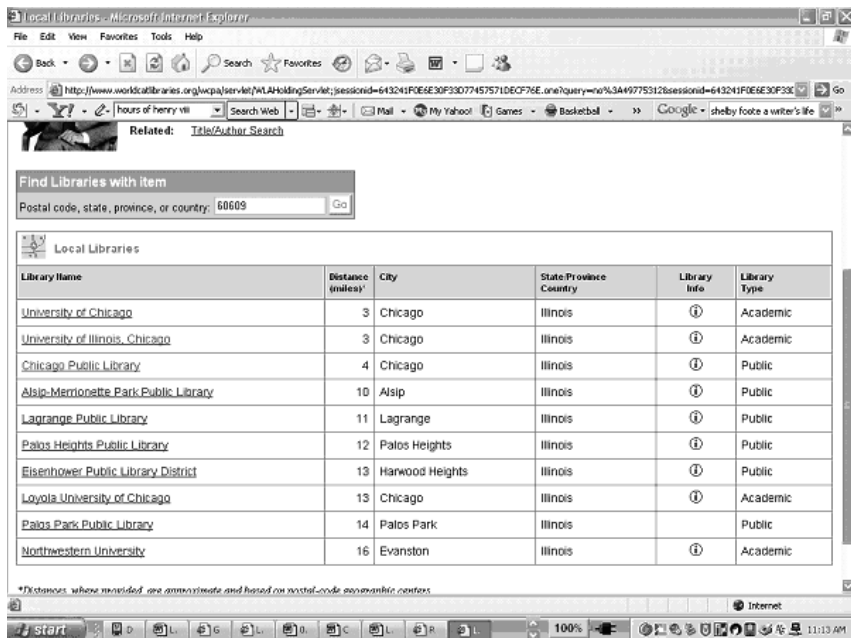 Local Libraries - Microsoft Internet Explorer
File Edit View Favorites Tools Help
Back Search Favorites
Address http://www.worldcatlibraries.org/wcpa/servlet/WLAHoldingServlet;jsessionid=643241F0E6E30F33D77457571DECF76E.one?query=no%3A49775312&sessionid=643241F0E6E30F33D Go
hours of henry viii Search Web Mail My Yahoo! Games Basketball Google shelby foote a writer's life
Related: Title/Author Search
Find Libraries with item
Postal code, state, province, or country: 60609 Go
Local Libraries
Library Name Distance (miles)* City State/Province Country Library Info Library Type
University of Chicago 3 Chicago Illinois Academic
University of Illinois, Chicago 3 Chicago Illinois Academic
Chicago Public Library 4 Chicago Illinois Public
Alsip-Merrionette Park Public Library 10 Alsip Illinois Public
Lagrange Public Library 11 Lagrange Illinois Public
Palos Heights Public Library 12 Palos Heights Illinois Public
Eisenhower Public Library District 13 Harwood Heights Illinois Public
Loyola University of Chicago 13 Chicago Illinois Academic
Palos Park Public Library 14 Palos Park Illinois Public
Northwestern University 16 Evanston Illinois Academic
*Distances, where provided, are approximate and based on postal-code geographic centers
Internet
start 100% 11:13 AM